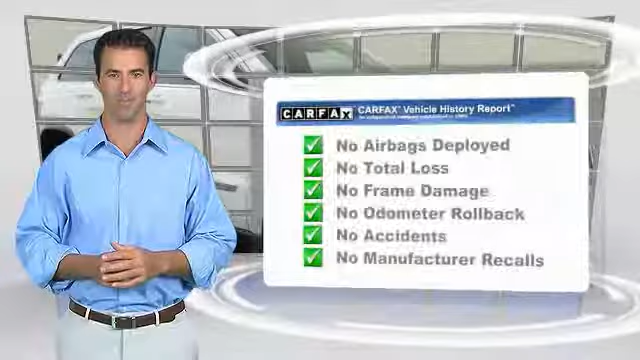 CARFAX CARFAX™ Vehicle History Report™
No Airbags Deployed
No Total Loss
No Frame Damage
No Odometer Rollback
No Accidents
No Manufacturer Recalls